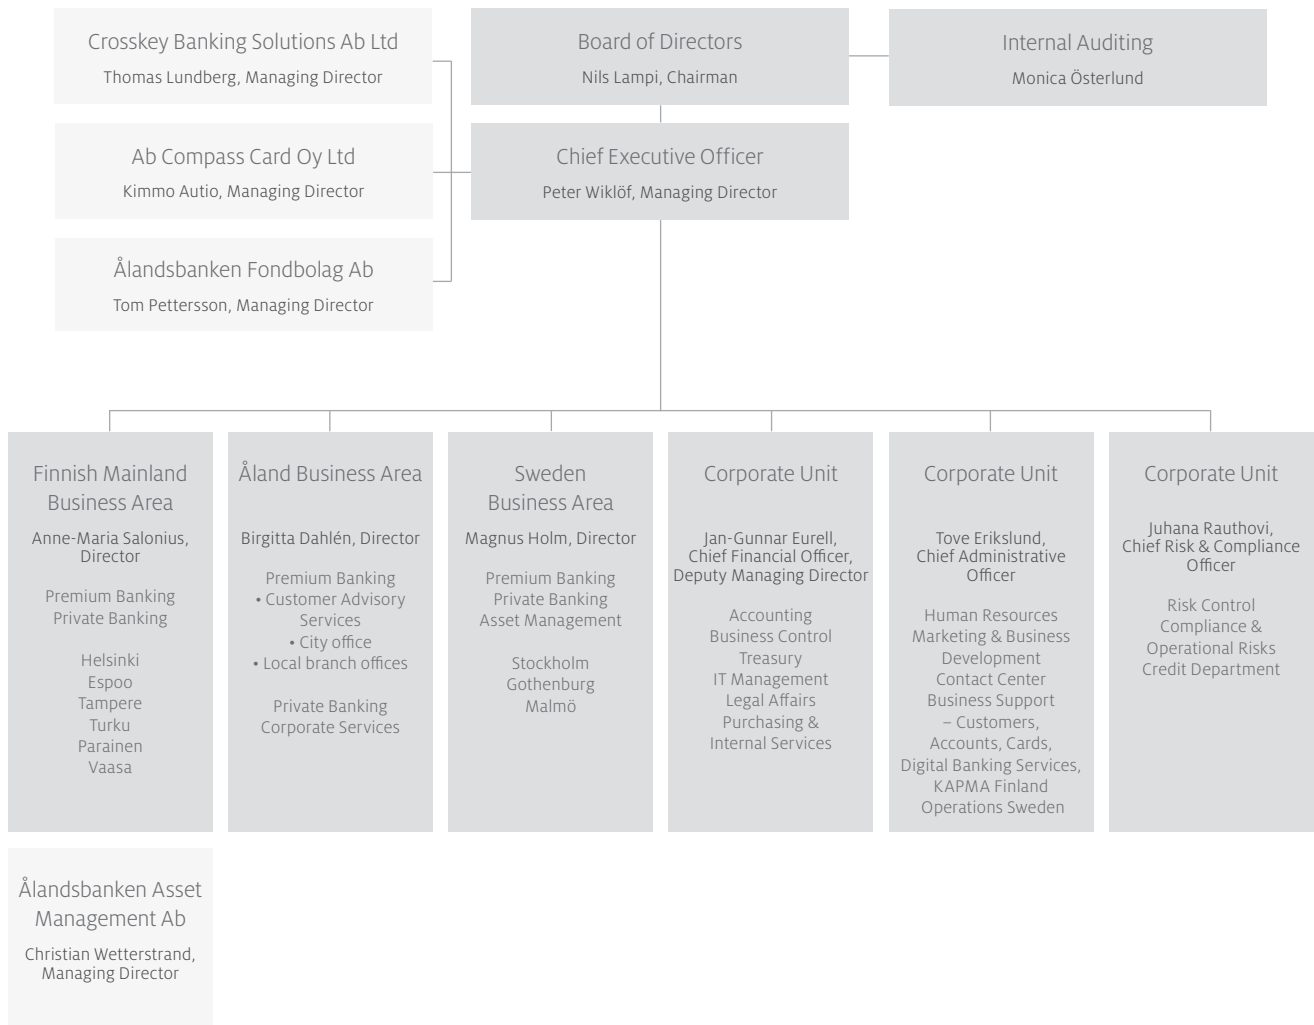 Crosskey Banking Solutions Ab Ltd
Thomas Lundberg, Managing Director
Board of Directors
Nils Lampi, Chairman
Internal Auditing
Monica Österlund
Ab Compass Card Oy Ltd
Kimmo Autio, Managing Director
Chief Executive Officer
Peter Wiklöf, Managing Director
Ålandsbanken Fondbolag Ab
Tom Pettersson, Managing Director
Finnish Mainland
Business Area
Anne-Maria Salonius,
Director
Premium Banking
Private Banking
Helsinki
Espoo
Tampere
Turku
Parainen
Vaasa
Åland Business Area
Birgitta Dahlén, Director
Premium Banking
• Customer Advisory
Services
• City office
• Local branch offices
Private Banking
Corporate Services
Sweden
Business Area
Magnus Holm, Director
Premium Banking
Private Banking
Asset Management
Stockholm
Gothenburg
Malmö
Corporate Unit
Jan-Gunnar Eurell,
Chief Financial Officer,
Deputy Managing Director
Accounting
Business Control
Treasury
IT Management
Legal Affairs
Purchasing &
Internal Services
Corporate Unit
Tove Erikslund,
Chief Administrative
Officer
Human Resources
Marketing & Business
Development
Contact Center
Business Support
– Customers,
Accounts, Cards,
Digital Banking Services,
KAPMA Finland
Operations Sweden
Corporate Unit
Juhana Rauthovi,
Chief Risk & Compliance
Officer
Risk Control
Compliance &
Operational Risks
Credit Department
Ålandsbanken Asset
Management Ab
Christian Wetterstrand,
Managing Director